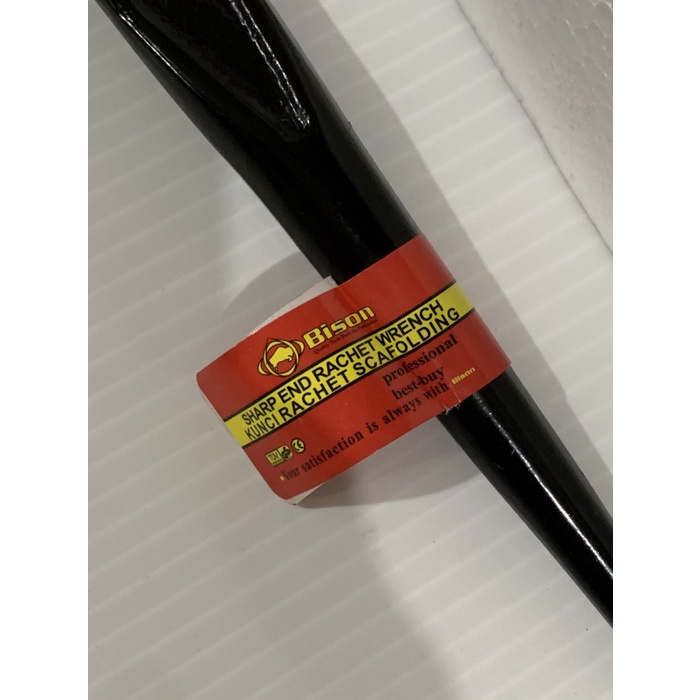 Bison
SHARP END RACHET WRENCH
KUNCI RACHET SCAFOLDING
professional
best-buy
Your satisfaction is always with Bison